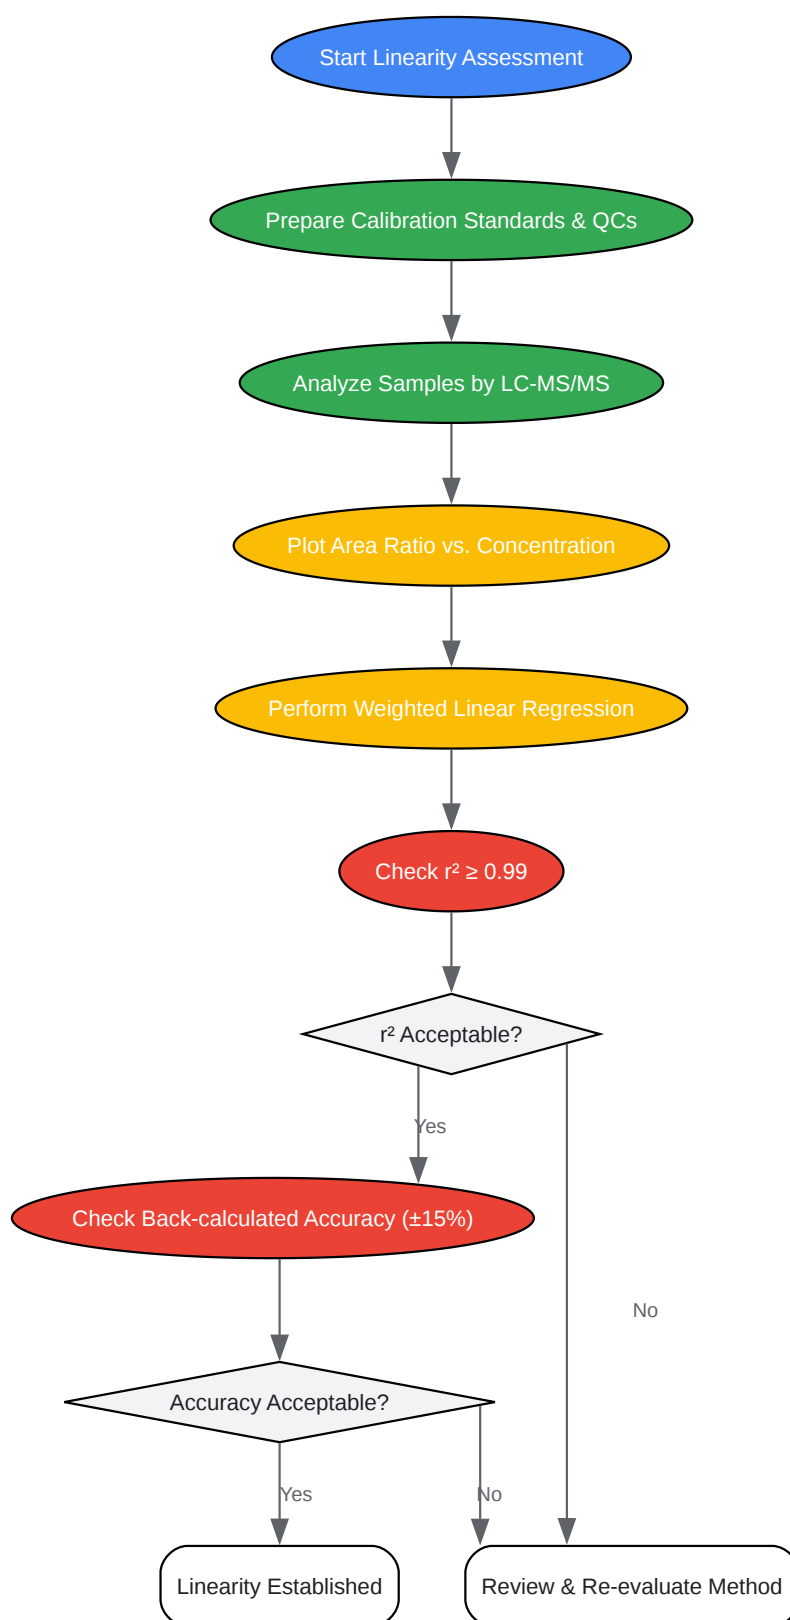 Start Linearity Assessment
Prepare Calibration Standards & QCs
Analyze Samples by LC-MS/MS
Plot Area Ratio vs. Concentration
Perform Weighted Linear Regression
Check r² ≥ 0.99
r² Acceptable?
Yes
Check Back-calculated Accuracy (±15%)
No
Accuracy Acceptable?
Yes
No
Linearity Established
Review & Re-evaluate Method